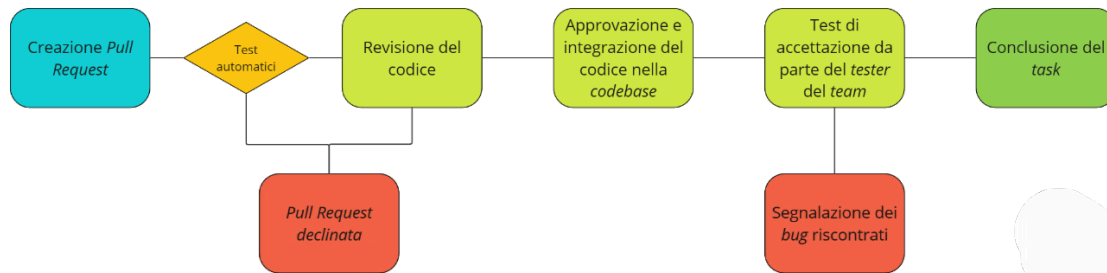 Creazione Pull
Request
Test
automatici
Revisione del
codice
Approvazione e
integrazione del
codice nella
codebase
Test di
accettazione da
parte del tester
del team
Conclusione del
task
Pull Request
declinata
Segnalazione dei
bug riscontrati